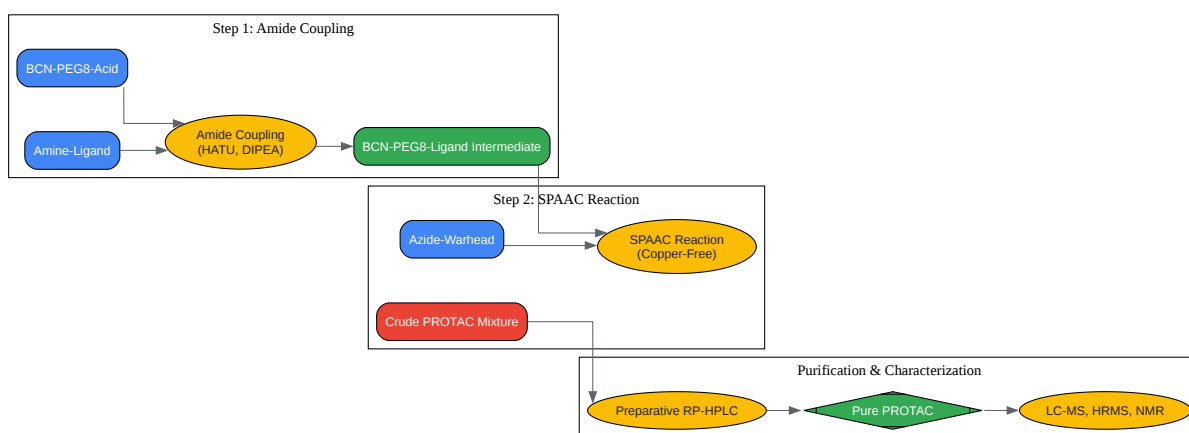 Step 1: Amide Coupling
BCN-PEG8-Acid
Amine-Ligand
Amide Coupling
(HATU, DIPEA)
BCN-PEG8-Ligand Intermediate
Step 2: SPAAC Reaction
Azide-Warhead
SPAAC Reaction
(Copper-Free)
Crude PROTAC Mixture
Purification & Characterization
Preparative RP-HPLC
Pure PROTAC
LC-MS, HRMS, NMR